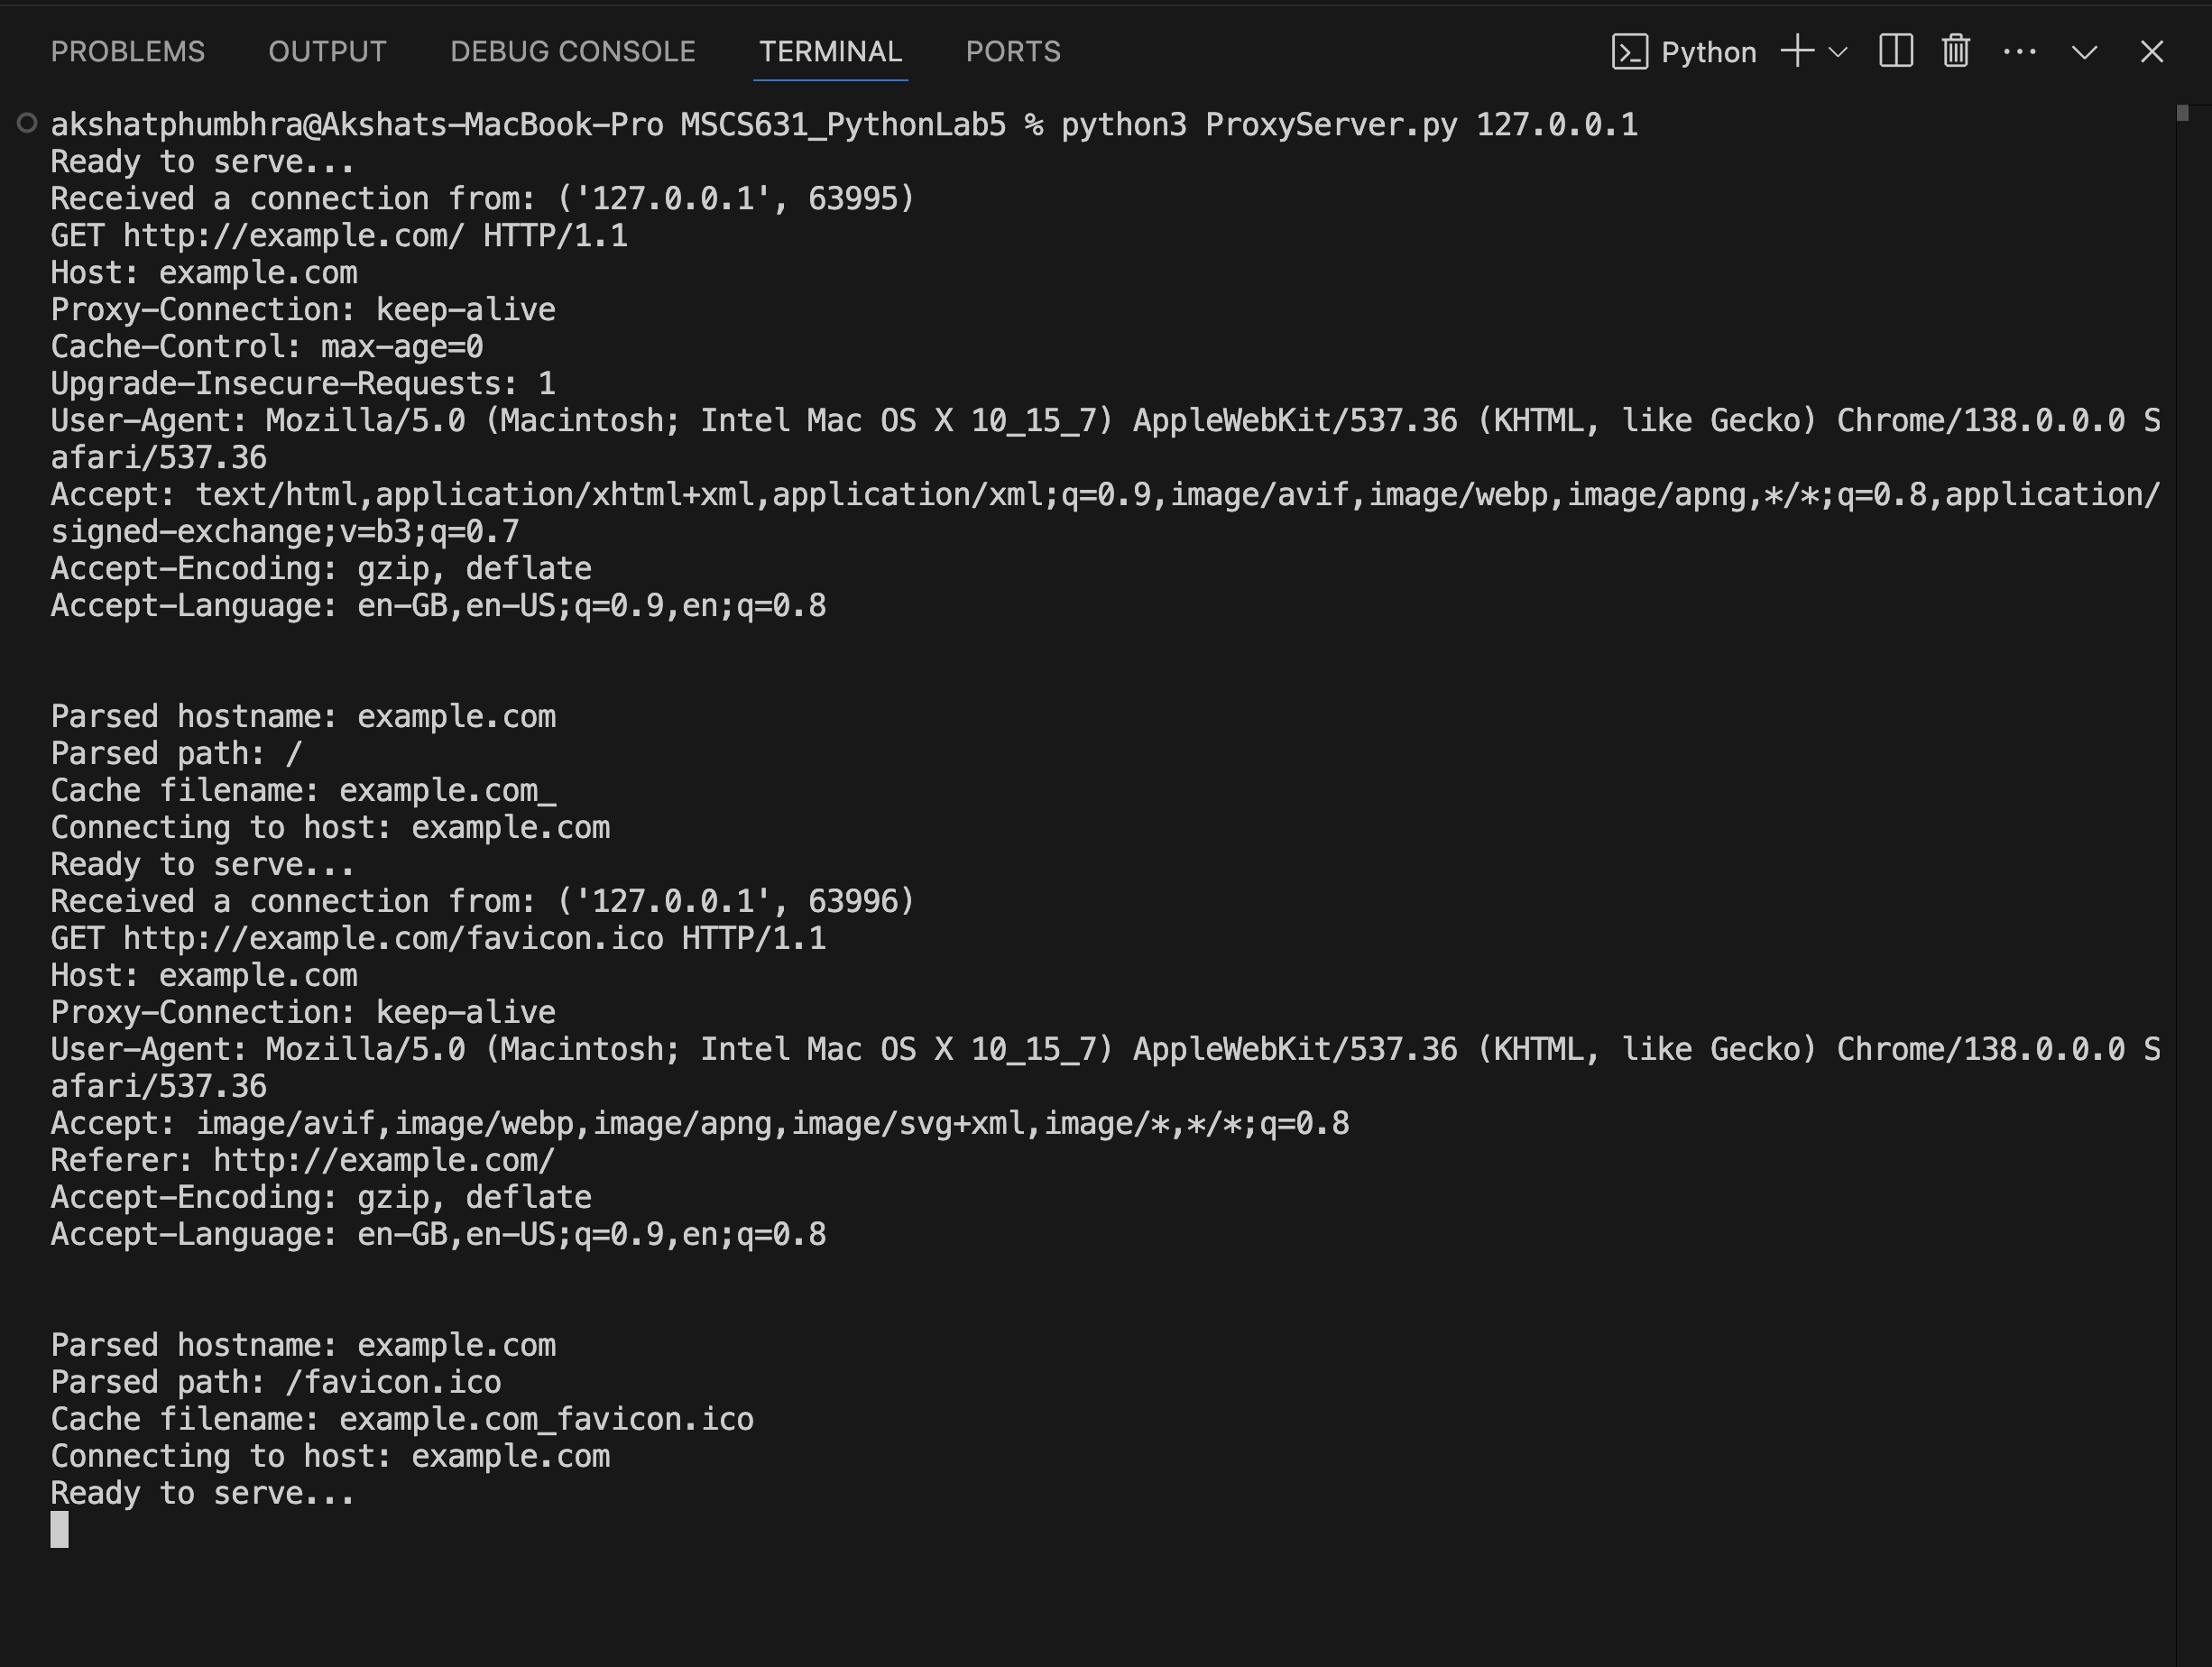 PROBLEMS OUTPUT DEBUG CONSOLE TERMINAL PORTS Python
akshatphumbhra@Akshats-MacBook-Pro MSCS631_PythonLab5 % python3 ProxyServer.py 127.0.0.1
Ready to serve...
Received a connection from: ('127.0.0.1', 63995)
GET http://example.com/ HTTP/1.1
Host: example.com
Proxy-Connection: keep-alive
Cache-Control: max-age=0
Upgrade-Insecure-Requests: 1
User-Agent: Mozilla/5.0 (Macintosh; Intel Mac OS X 10_15_7) AppleWebKit/537.36 (KHTML, like Gecko) Chrome/138.0.0.0 S
afari/537.36
Accept: text/html,application/xhtml+xml,application/xml;q=0.9,image/avif,image/webp,image/apng,*/*;q=0.8,application/
signed-exchange;v=b3;q=0.7
Accept-Encoding: gzip, deflate
Accept-Language: en-GB,en-US;q=0.9,en;q=0.8
Parsed hostname: example.com
Parsed path: /
Cache filename: example.com_
Connecting to host: example.com
Ready to serve...
Received a connection from: ('127.0.0.1', 63996)
GET http://example.com/favicon.ico HTTP/1.1
Host: example.com
Proxy-Connection: keep-alive
User-Agent: Mozilla/5.0 (Macintosh; Intel Mac OS X 10_15_7) AppleWebKit/537.36 (KHTML, like Gecko) Chrome/138.0.0.0 S
afari/537.36
Accept: image/avif,image/webp,image/apng,image/svg+xml,image/*,*/*;q=0.8
Referer: http://example.com/
Accept-Encoding: gzip, deflate
Accept-Language: en-GB,en-US;q=0.9,en;q=0.8
Parsed hostname: example.com
Parsed path: /favicon.ico
Cache filename: example.com_favicon.ico
Connecting to host: example.com
Ready to serve...